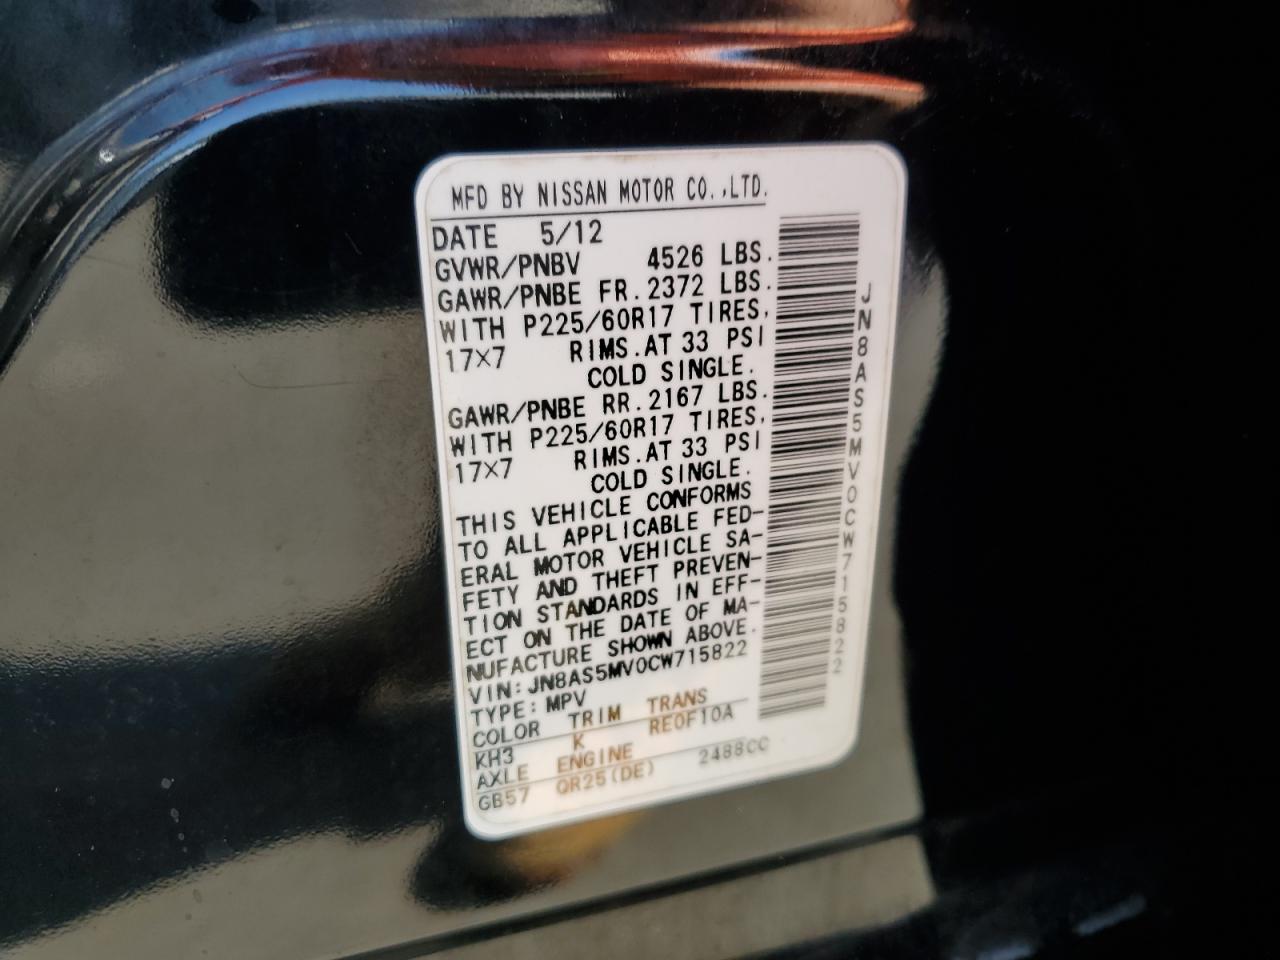 MFD BY NISSAN MOTOR CO.,LTD.
DATE 5/12
GVWR/PNBV 4526 LBS.
GAWR/PNBE FR.2372 LBS.
WITH P225/60R17 TIRES,
17×7 RIMS.AT 33 PSI
COLD SINGLE.
GAWR/PNBE RR.2167 LBS.
WITH P225/60R17 TIRES,
17×7 RIMS.AT 33 PSI
COLD SINGLE.
THIS VEHICLE CONFORMS
TO ALL APPLICABLE FED-
ERAL MOTOR VEHICLE SA-
FETY AND THEFT PREVEN-
TION STANDARDS IN EFF-
ECT ON THE DATE OF MA-
NUFACTURE SHOWN ABOVE.
VIN:JN8AS5MV0CW715822
TYPE:MPV
COLOR TRIM TRANS
KH3 K RE0F10A
AXLE ENGINE
GB57 QR25(DE) 2488CC
JN8AS5MV0CW715822